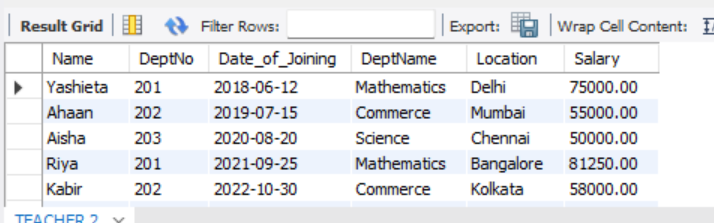 Result Grid Filter Rows: Export: Wrap Cell Content:
Name DeptNo Date_of_Joining DeptName Location Salary
Yashieta 201 2018-06-12 Mathematics Delhi 75000.00
Ahaan 202 2019-07-15 Commerce Mumbai 55000.00
Aisha 203 2020-08-20 Science Chennai 50000.00
Riya 201 2021-09-25 Mathematics Bangalore 81250.00
Kabir 202 2022-10-30 Commerce Kolkata 58000.00
TEACHER 2